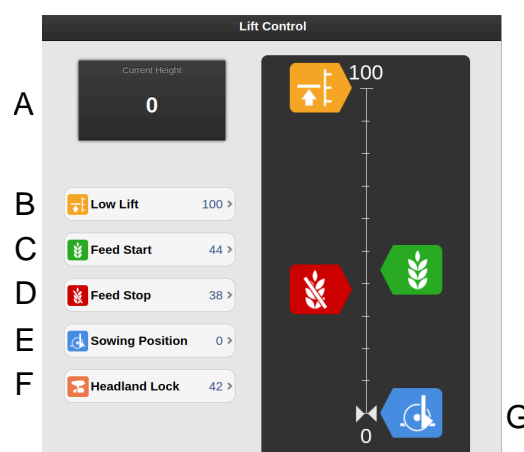 Lift Control
Current Height
100
A
0
B
Low Lift 100
C
Feed Start 44
D
Feed Stop 38
E
Sowing Position 0
F
Headland Lock 42
G
0